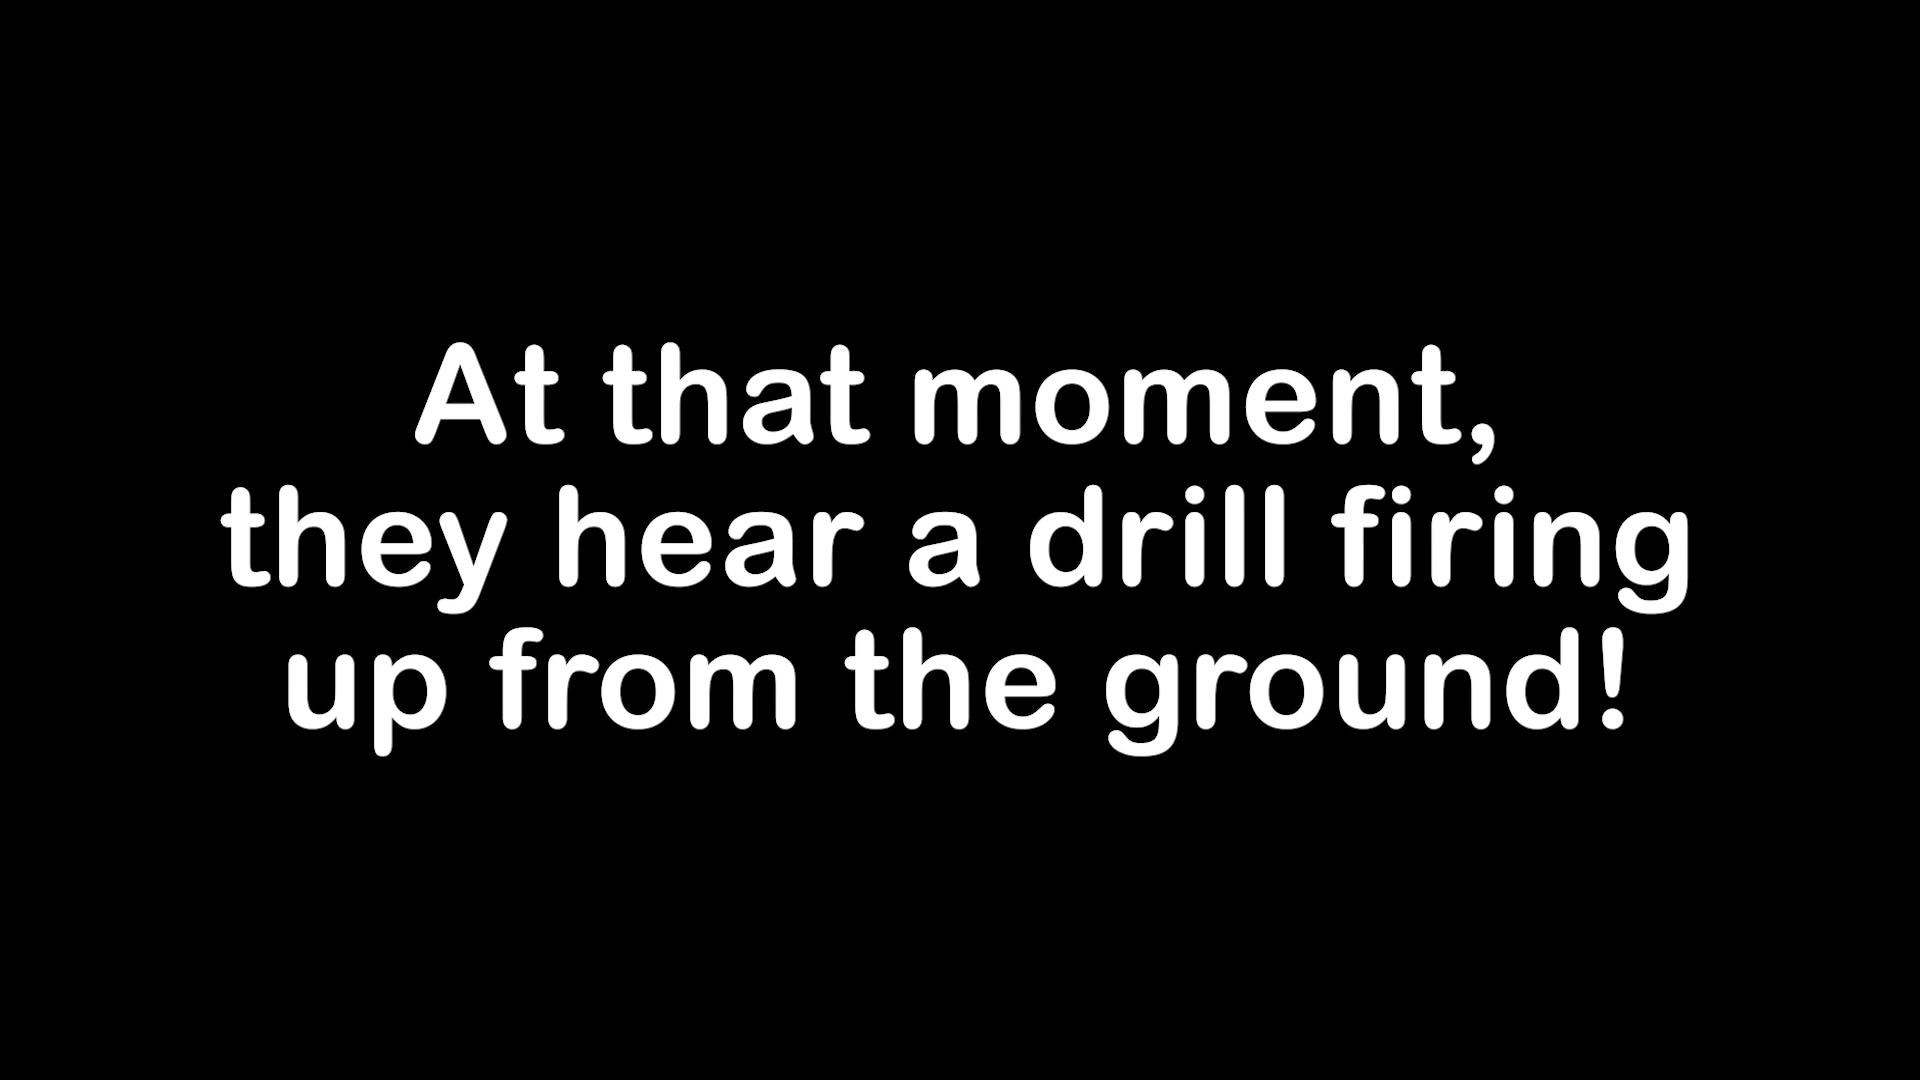 At that moment,
they hear a drill firing
up from the ground!